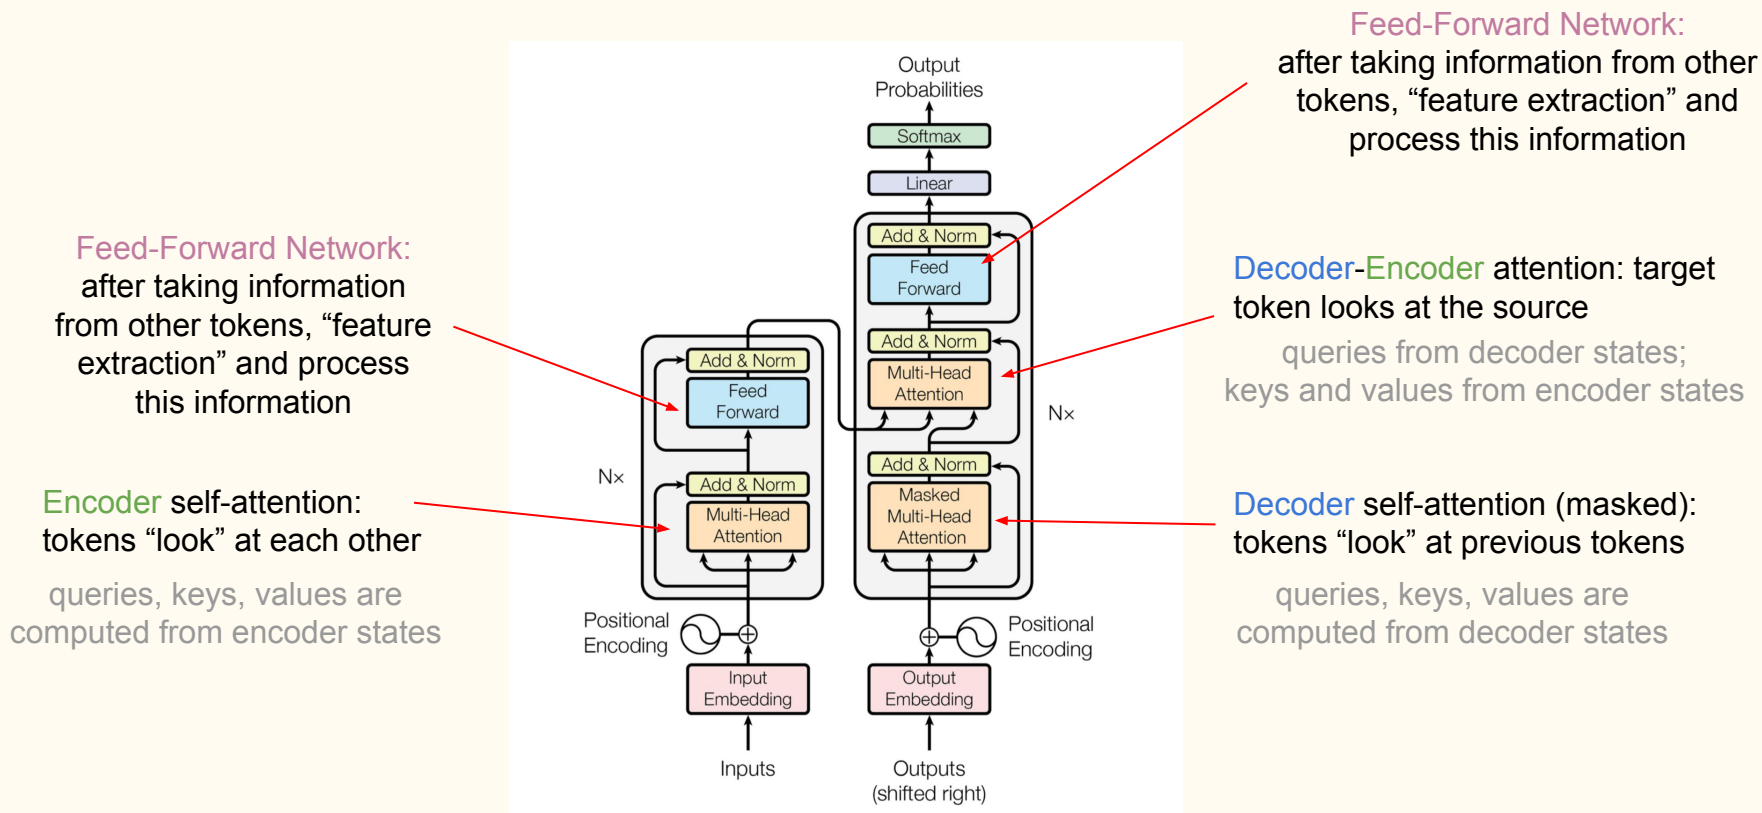 Feed-Forward Network:
after taking information
from other tokens, “feature
extraction” and process
this information
Encoder self-attention:
tokens “look” at each other
queries, keys, values are
computed from encoder states
Output
Probabilities
Softmax
Linear
Add & Norm
Feed
Forward
Add & Norm
Multi-Head
Attention
Add & Norm
Masked
Multi-Head
Attention
N×
Add & Norm
Feed
Forward
Add & Norm
Multi-Head
Attention
N×
Positional
Encoding
Positional
Encoding
Input
Embedding
Output
Embedding
Inputs
Outputs
(shifted right)
Feed-Forward Network:
after taking information from other
tokens, “feature extraction” and
process this information
Decoder-Encoder attention: target
token looks at the source
queries from decoder states;
keys and values from encoder states
Decoder self-attention (masked):
tokens “look” at previous tokens
queries, keys, values are
computed from decoder states